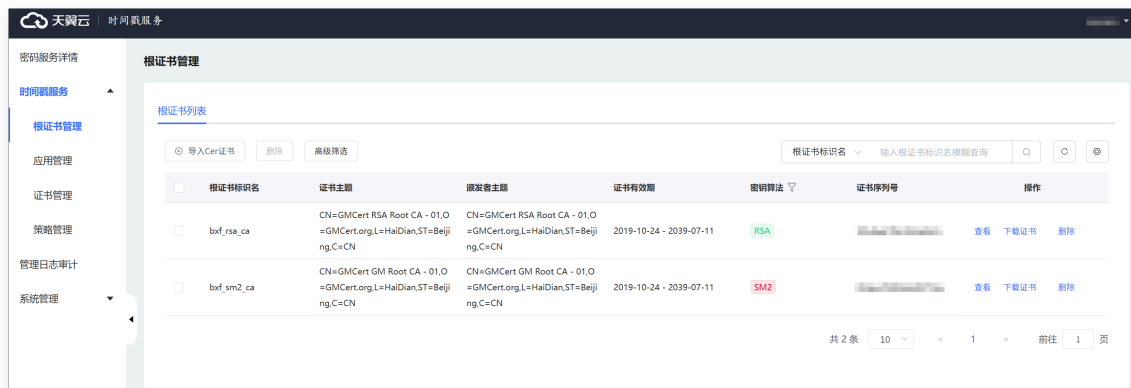 天翼云 时间戳服务
密码服务详情
时间戳服务
根证书管理
应用管理
证书管理
策略管理
管理日志审计
系统管理
根证书管理
根证书列表
导入Cer证书 删除 高级筛选 根证书标识名 输入根证书标识名模糊查询
根证书标识名 证书主题 颁发者主题 证书有效期 密钥算法 证书序列号 操作
CN=GMCert RSA Root CA - 01,O CN=GMCert RSA Root CA - 01,O
bxf_rsa_ca =GMCert.org,L=HaiDian,ST=Beiji =GMCert.org,L=HaiDian,ST=Beiji 2019-10-24 - 2039-07-11 RSA 查看 下载证书 删除
ng,C=CN ng,C=CN
CN=GMCert GM Root CA - 01,O CN=GMCert GM Root CA - 01,O
bxf_sm2_ca =GMCert.org,L=HaiDian,ST=Beiji =GMCert.org,L=HaiDian,ST=Beiji 2019-10-24 - 2039-07-11 SM2 查看 下载证书 删除
ng,C=CN ng,C=CN
共 2 条 10 < 1 > 前往 1 页